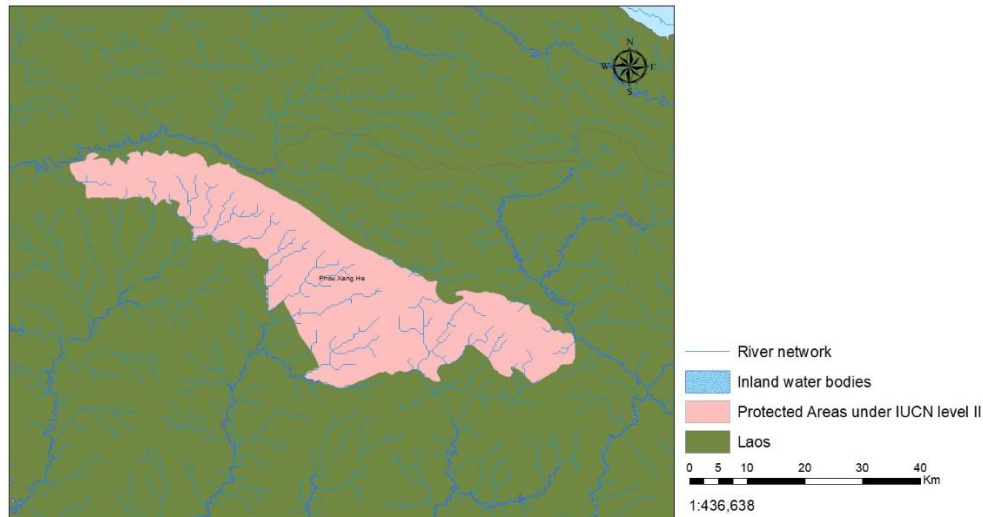 N
W E
S
Phou Xang He
River network
Inland water bodies
Protected Areas under IUCN level II
Laos
0 5 10 20 30 40
Km
1:436,638